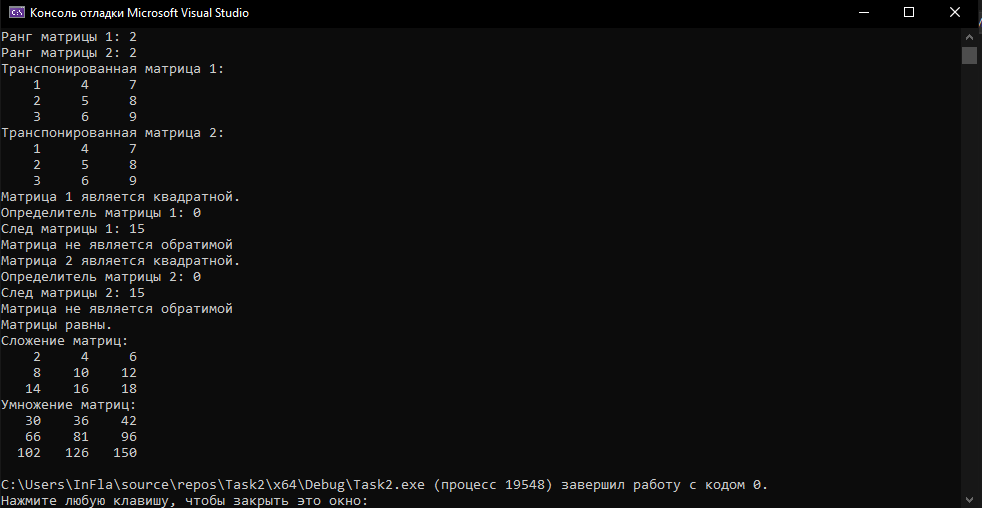 Консоль отладки Microsoft Visual Studio
Ранг матрицы 1: 2
Ранг матрицы 2: 2
Транспонированная матрица 1:
1 4 7
2 5 8
3 6 9
Транспонированная матрица 2:
1 4 7
2 5 8
3 6 9
Матрица 1 является квадратной.
Определитель матрицы 1: 0
След матрицы 1: 15
Матрица не является обратимой
Матрица 2 является квадратной.
Определитель матрицы 2: 0
След матрицы 2: 15
Матрица не является обратимой
Матрицы равны.
Сложение матриц:
2 4 6
8 10 12
14 16 18
Умножение матриц:
30 36 42
66 81 96
102 126 150
C:\Users\InFla\source\repos\Task2\x64\Debug\Task2.exe (процесс 19548) завершил работу с кодом 0.
Нажмите любую клавишу, чтобы закрыть это окно: